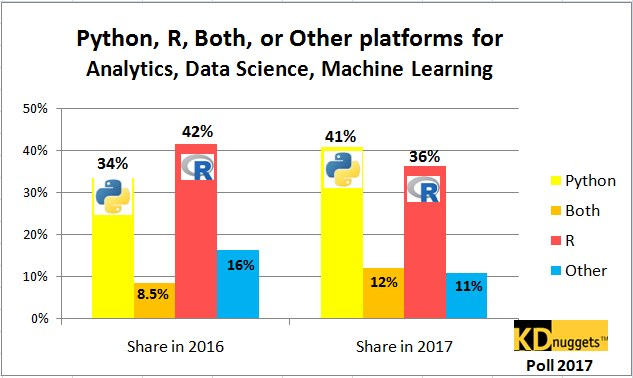 Python, R, Both, or Other platforms for
Analytics, Data Science, Machine Learning
50%
40%
30%
20%
10%
0%
34%
8.5%
42%
R
16%
41%
12%
36%
R
11%
Share in 2016
Share in 2017
Python
Both
R
Other
KDnuggets™
Poll 2017